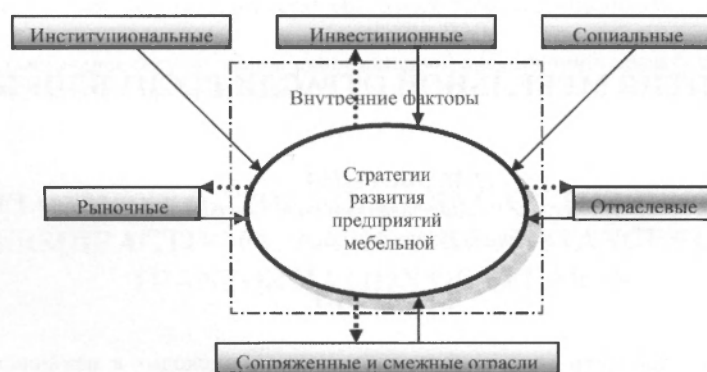 Институциональные
Инвестиционные
Социальные
Внутренние факторы
Стратегии
развития
предприятий
мебельной
Рыночные
Отраслевые
Сопряженные и смежные отрасли